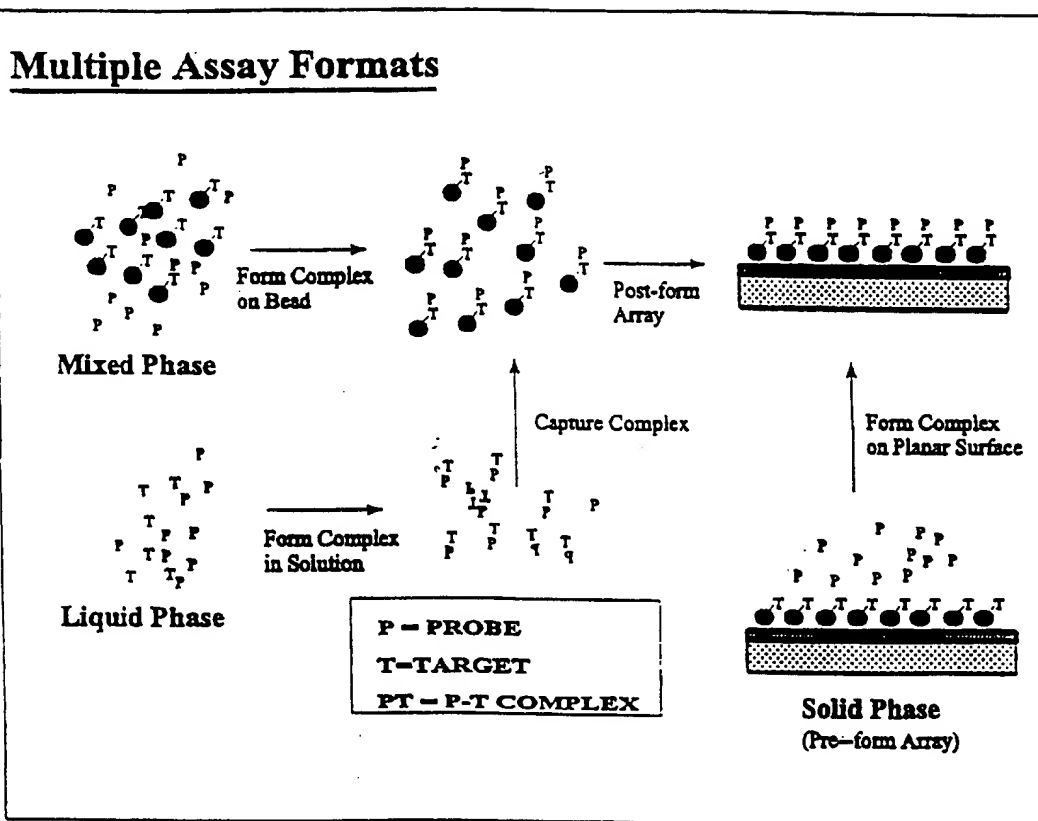 Multiple Assay Formats
P
P T T P
T T T T P T
P T T P P
P P P
P P P
P T P T P T
P T P T P T P T
P T P T P T P T
P P P P P P P P
T T T T T T T T
Form Complex
on Bead
Post-form
Array
Mixed Phase
Capture Complex
Form Complex
on Planar Surface
P
T T P P
T P P
P T P P
T T P
Form Complex
in Solution
T P T P
T P P
T P T P T P T P
Liquid Phase
P P P
P P P P P
P P P P
T T T T T T T T
P = PROBE
T=TARGET
PT = P-T COMPLEX
Solid Phase
(Pre-form Array)